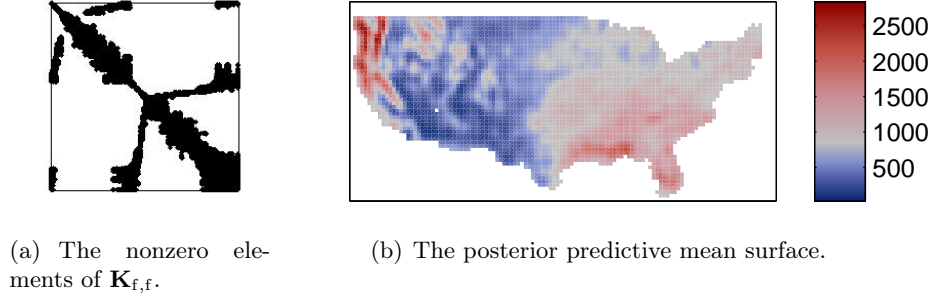 2500
2000
1500
1000
500
(a) The nonzero ele-
ments of K_{f,f}.
(b) The posterior predictive mean surface.